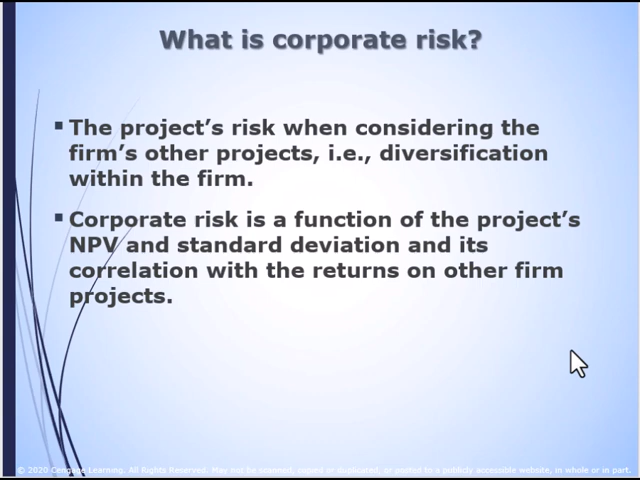 What is corporate risk?
▪ The project's risk when considering the
firm's other projects, i.e., diversification
within the firm.
▪ Corporate risk is a function of the project's
NPV and standard deviation and its
correlation with the returns on other firm
projects.
© 2020 Cengage Learning. All Rights Reserved. May not be scanned, copied or duplicated, or posted to a publicly accessible website, in whole or in part.